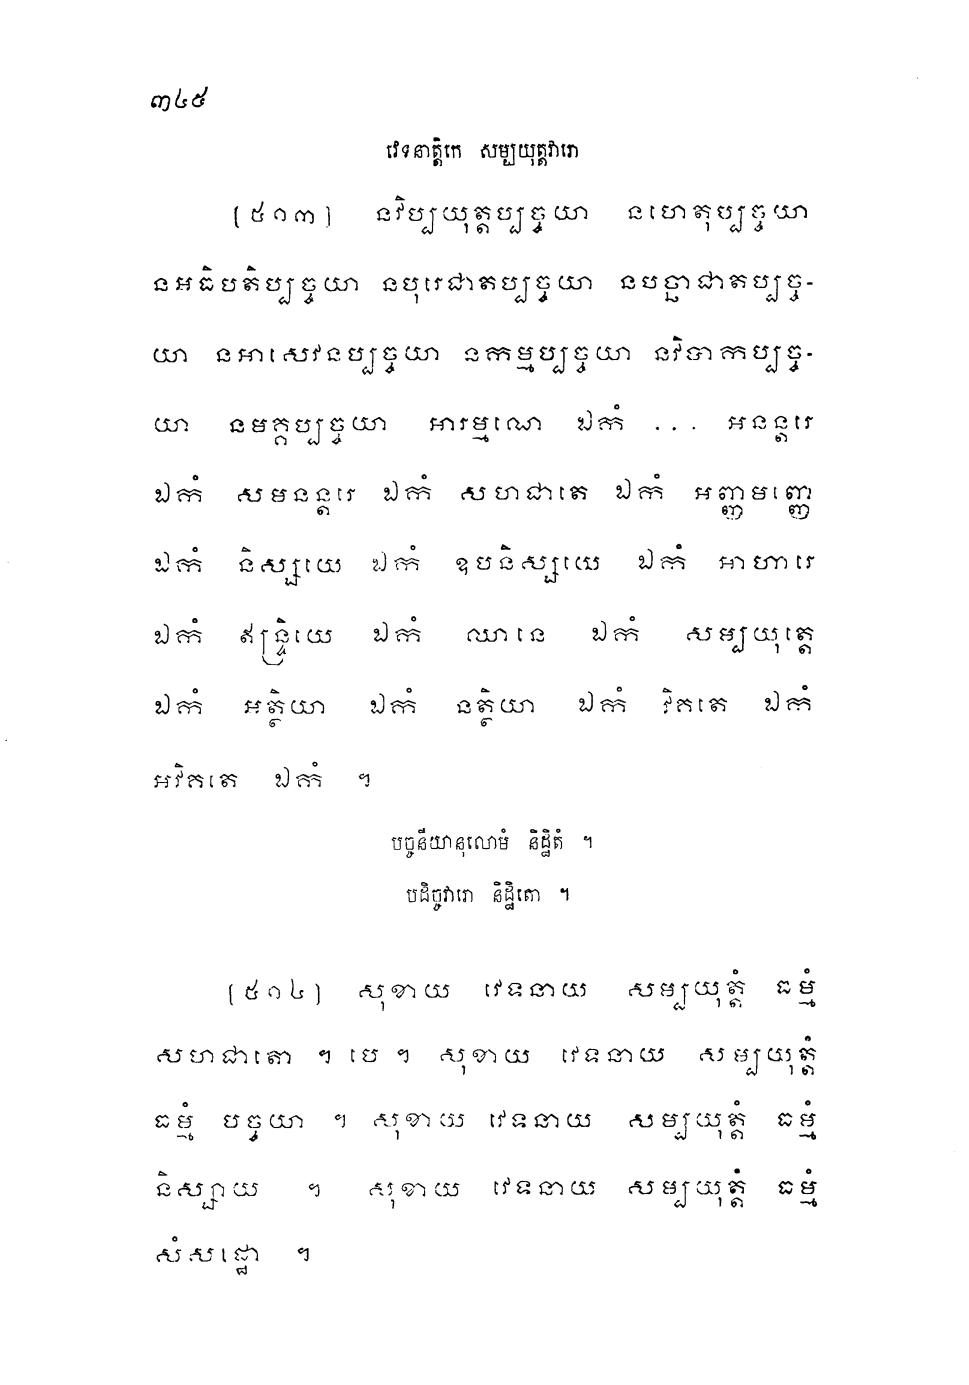 ៣៤៥
វេទនាត្តិកេ សម្បយុត្តវារោ
(៥១៣) នវិប្បយុត្តប្បច្ចយា នហេតុប្បច្ចយា
នអធិបតិប្បច្ចយា នបុរេជាតប្បច្ចយា នបច្ឆាជាតប្បច្ច-
យា នអាសេវនប្បច្ចយា នកម្មប្បច្ចយា នវិបាកប្បច្ច-
យា នមគ្គប្បច្ចយា អារម្មណេ ឯកំ ... អនន្តរេ
ឯកំ សមនន្តរេ ឯកំ សហជាតេ ឯកំ អញ្ញមញ្ញេ
ឯកំ និស្សយេ ឯកំ ឧបនិស្សយេ ឯកំ អាហារេ
ឯកំ ឥន្ទ្រិយេ ឯកំ ឈានេ ឯកំ សម្បយុត្តេ
ឯកំ អត្ថិយា ឯកំ នត្ថិយា ឯកំ វិគតេ ឯកំ
អវិគតេ ឯកំ ។
បច្ចនីយានុលោមំ និដ្ឋិតំ ។
បដិច្ចវារោ និដ្ឋិតោ ។
(៥១៤) សុខាយ វេទនាយ សម្បយុត្តំ ធម្មំ
សហជាតោ ។ បេ ។ សុខាយ វេទនាយ សម្បយុត្តំ
ធម្មំ បច្ចយា ។ សុខាយ វេទនាយ សម្បយុត្តំ ធម្មំ
និស្សាយ ។ សុខាយ វេទនាយ សម្បយុត្តំ ធម្មំ
សំសដ្ឋោ ។